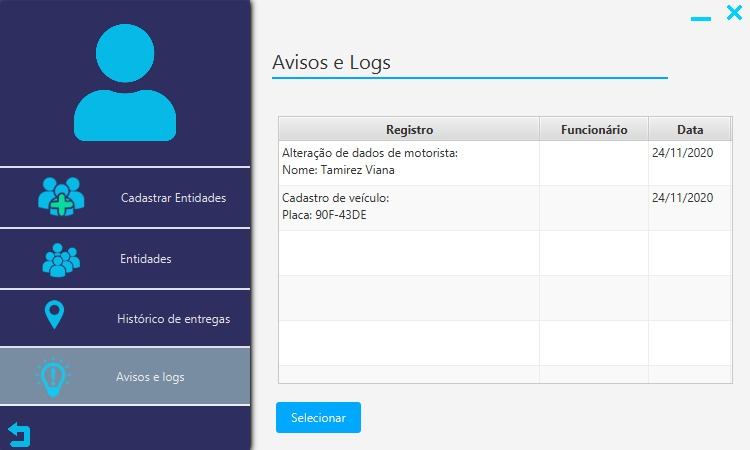 Avisos e Logs
Cadastrar Entidades
Entidades
Histórico de entregas
Avisos e logs
Registro Funcionário Data
Alteração de dados de motorista: 24/11/2020
Nome: Tamirez Viana
Cadastro de veículo: 24/11/2020
Placa: 90F-43DE
Selecionar